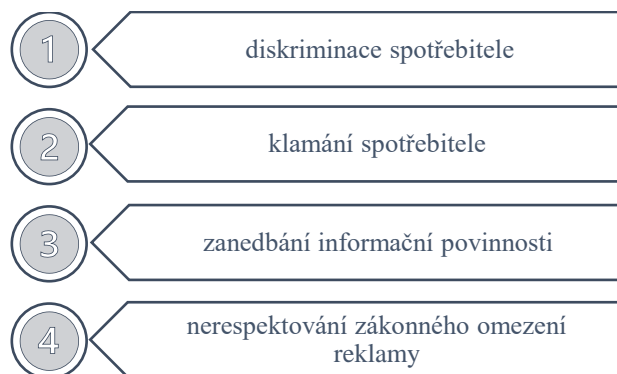 1
diskriminace spotřebitele
2
klamání spotřebitele
3
zanedbání informační povinnosti
4
nerespektování zákonného omezení
reklamy